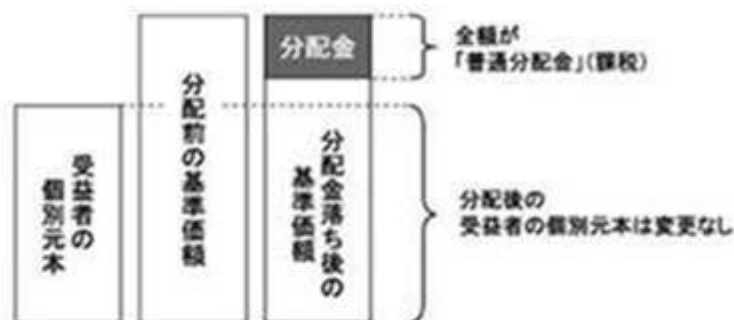 受益者の
個別元本
分配前の基準価額
分配金
分配金落ち後の
基準価額
全額が
「普通分配金」(課税)
分配後の
受益者の個別元本は変更なし